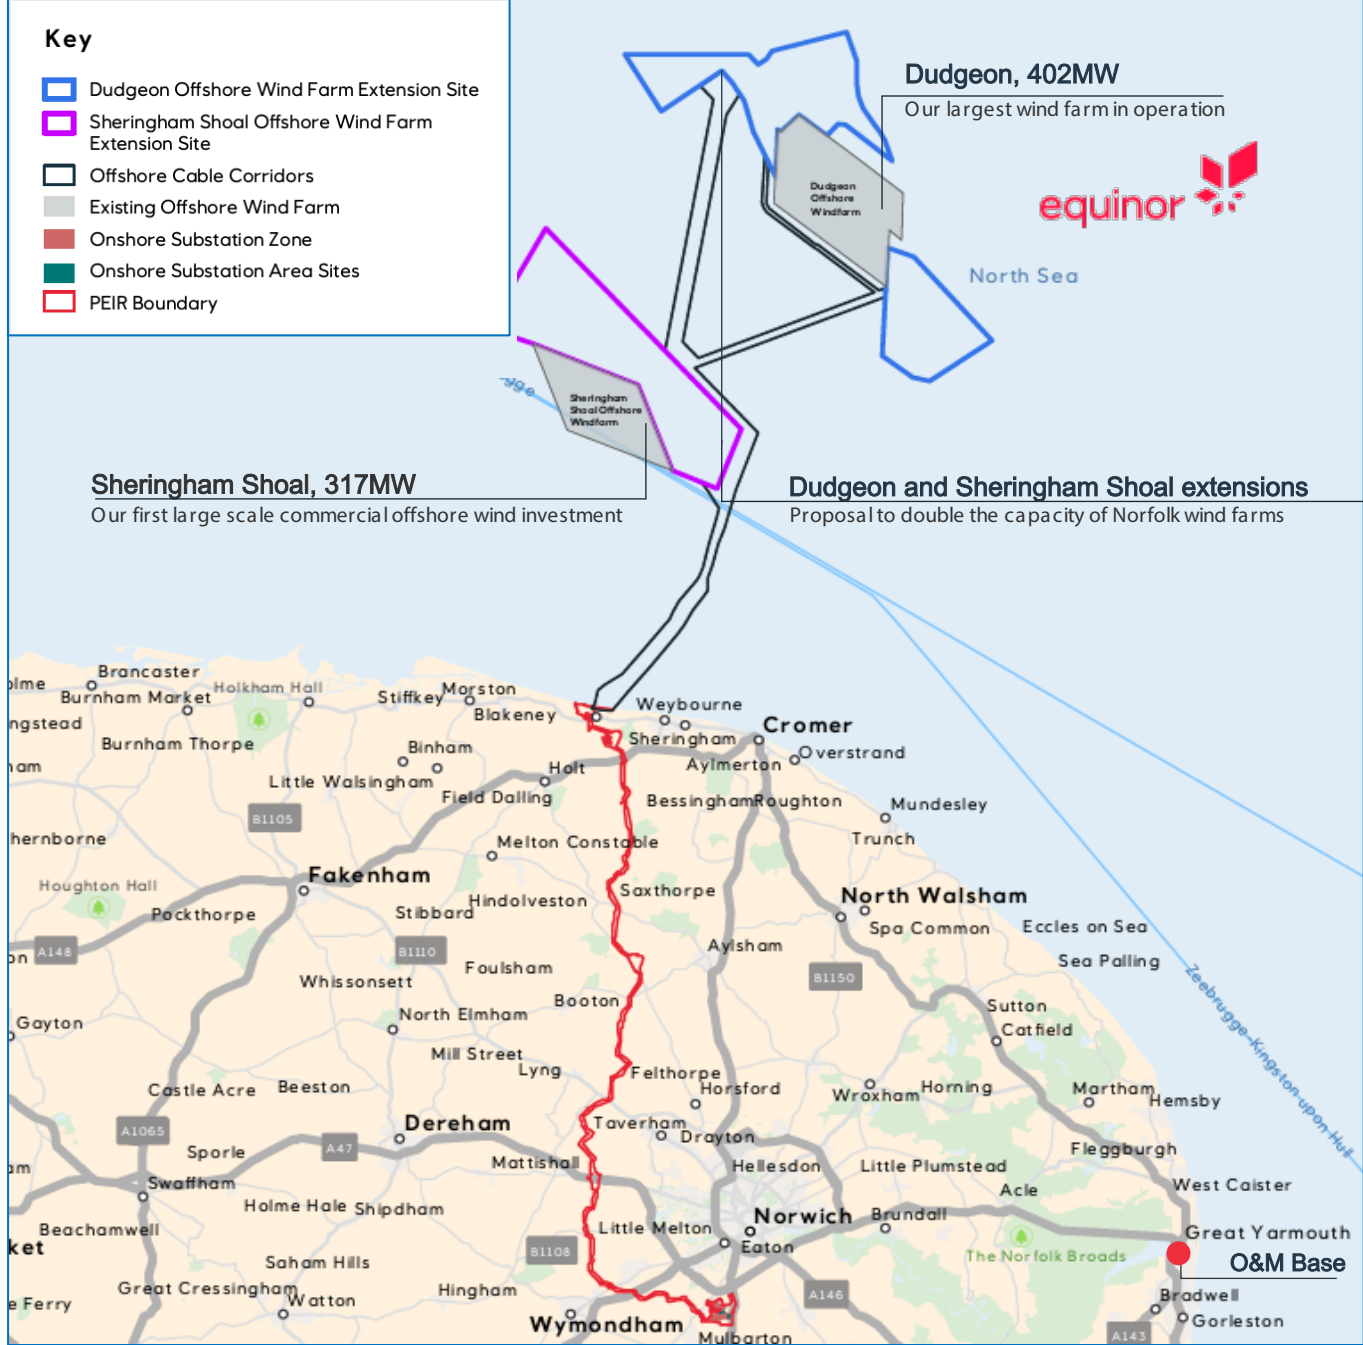 Key
Dudgeon Offshore Wind Farm Extension Site
Sheringham Shoal Offshore Wind Farm
Extension Site
Offshore Cable Corridors
Existing Offshore Wind Farm
Onshore Substation Zone
Onshore Substation Area Sites
PEIR Boundary
Dudgeon, 402MW
Our largest wind farm in operation
equinor
Dudgeon
Offshore
Windfarm
North Sea
Sheringham
Shoal Offshore
Windfarm
Sheringham Shoal, 317MW
Our first large scale commercial offshore wind investment
Dudgeon and Sheringham Shoal extensions
Proposal to double the capacity of Norfolk wind farms
Brancaster
Burnham Market
Holkham Hall
Stiffkey
Morston
Blakeney
Weybourne
Cromer
Sheringham
Overstrand
Burnham Thorpe
Binham
Holt
Aylmerton
Little Walsingham
Field Dalling
Bessingham
Roughton
Mundesley
B1105
Trunch
Melton Constable
Fakenham
Houghton Hall
Saxthorpe
North Walsham
Hindolveston
Pockthorpe
Stibbard
Spa Common
Eccles on Sea
A148
B1110
Aylsham
Sea Palling
Foulsham
B1150
Whissonsett
Booton
Sutton
Gayton
North Elmham
Catfield
Zeebrugge-Kingston-upon-Hull
Mill Street
Lyng
Felthorpe
Castle Acre
Beeston
Horsford
Wroxham
Horning
Martham
Hemsby
A1065
Dereham
Taverham
Drayton
A47
Sporle
Mattishall
Hellesdon
Little Plumstead
Fleggburgh
Swaffham
Acle
West Caister
Holme Hale
Shipdham
Norwich
Brundall
Beachamwell
Little Melton
Great Yarmouth
B1108
Eaton
The Norfolk Broads
O&M Base
Saham Hills
Great Cressingham
Hingham
A146
Bradwell
Watton
Wymondham
Gorleston
Mulbarton
A143